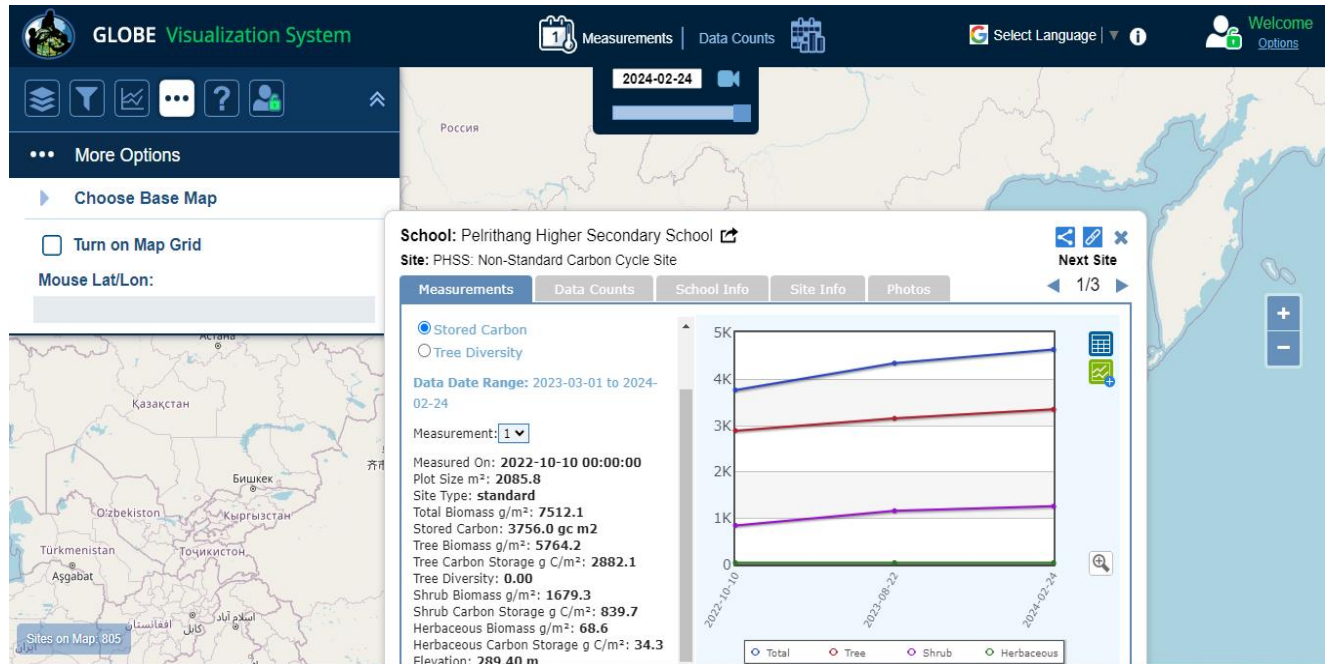 GLOBE Visualization System
1 Measurements | Data Counts
Select Language | ▼
Welcome
Options
2024-02-24
More Options
Choose Base Map
Turn on Map Grid
Mouse Lat/Lon:
Россия
Астана
Қазақстан
Бишкек
Oʻzbekiston
Кыргызстан
Türkmenistan
Тоҷикистон
Aşgabat
افغانستان
کابل
اسلام آباد
ایران
Sites on Map: 805
School: Pelrithang Higher Secondary School
Site: PHSS: Non-Standard Carbon Cycle Site
Next Site
1/3
Measurements
Data Counts
School Info
Site Info
Photos
Stored Carbon
Tree Diversity
Data Date Range: 2023-03-01 to 2024-
02-24
Measurement: 1
Measured On: 2022-10-10 00:00:00
Plot Size m²: 2085.8
Site Type: standard
Total Biomass g/m²: 7512.1
Stored Carbon: 3756.0 gc m2
Tree Biomass g/m²: 5764.2
Tree Carbon Storage g C/m²: 2882.1
Tree Diversity: 0.00
Shrub Biomass g/m²: 1679.3
Shrub Carbon Storage g C/m²: 839.7
Herbaceous Biomass g/m²: 68.6
Herbaceous Carbon Storage g C/m²: 34.3
Elevation: 289.40 m
5K
4K
3K
2K
1K
0
2022-10-10
2023-08-22
2024-02-24
Total
Tree
Shrub
Herbaceous
+
−